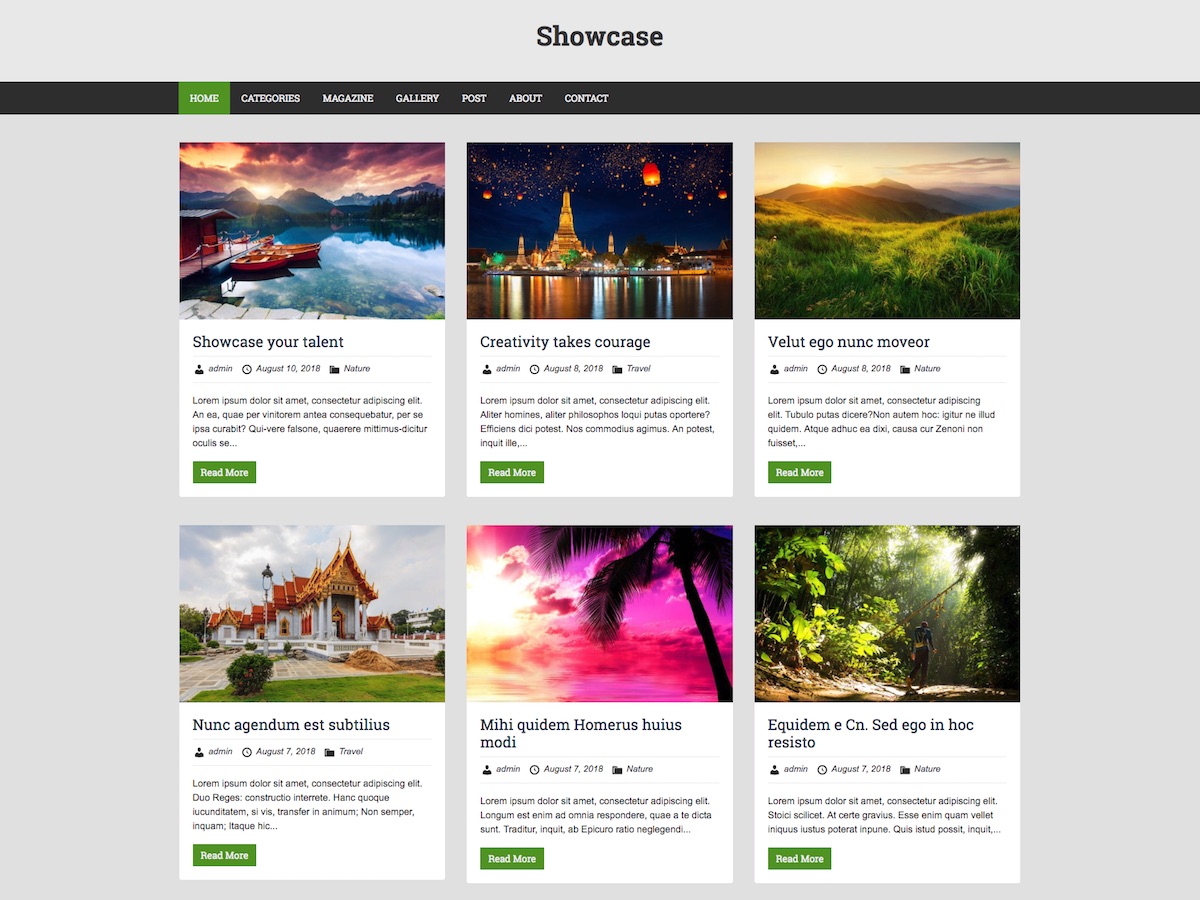 Showcase
HOME CATEGORIES MAGAZINE GALLERY POST ABOUT CONTACT
Showcase your talent
admin August 10, 2018 Nature
Lorem ipsum dolor sit amet, consectetur adipiscing elit.
An ea, quae per vinitorem antea consequebatur, per se
ipsa curabit? Qui-vere falsone, quaerere mittimus-dicitur
oculis se...
Read More
Creativity takes courage
admin August 8, 2018 Travel
Lorem ipsum dolor sit amet, consectetur adipiscing elit.
Aliter homines, aliter philosophos loqui putas oportere?
Efficiens dici potest. Nos commodius agimus. An potest,
inquit ille,...
Read More
Velut ego nunc moveor
admin August 8, 2018 Nature
Lorem ipsum dolor sit amet, consectetur adipiscing
elit. Tubulo putas dicere?Non autem hoc: igitur ne illud
quidem. Atque adhuc ea dixi, causa cur Zenoni non
fuisset,...
Read More
Nunc agendum est subtilius
admin August 7, 2018 Travel
Lorem ipsum dolor sit amet, consectetur adipiscing elit.
Duo Reges: constructio interrete. Hanc quoque
iucunditatem, si vis, transfer in animum; Non semper,
inquam; Itaque hic...
Read More
Mihi quidem Homerus huius
modi
admin August 7, 2018 Nature
Lorem ipsum dolor sit amet, consectetur adipiscing elit.
Longum est enim ad omnia respondere, quae a te dicta
sunt. Traditur, inquit, ab Epicuro ratio neglegendi...
Read More
Equidem e Cn. Sed ego in hoc
resisto
admin August 7, 2018 Nature
Lorem ipsum dolor sit amet, consectetur adipiscing elit.
Stoici scilicet. At certe gravius. Esse enim quam vellet
iniquus iustus poterat inpune. Quis istud possit, inquit,...
Read More